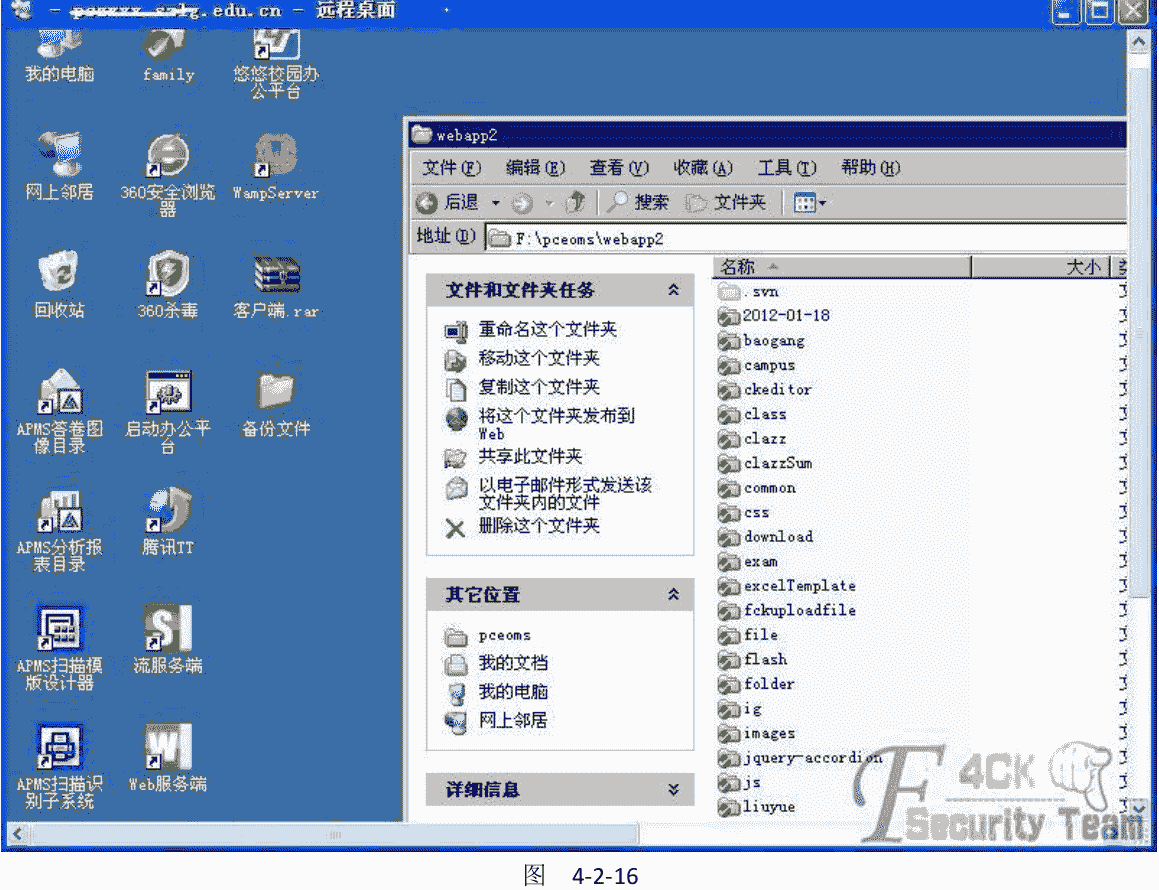 .edu.cn - 远程桌面
我的电脑
family
悠悠校园办
公平台
网上邻居
360安全浏览
器
WampServer
回收站
360杀毒
客户端.rar
APMS答卷图
像目录
启动办公平
台
备份文件
APMS分析报
表目录
腾讯TT
APMS扫描模
版设计器
流服务端
APMS扫描识
别子系统
Web服务端
webapp2
文件(F) 编辑(E) 查看(V) 收藏(A) 工具(T) 帮助(H)
后退 搜索 文件夹
地址(D) F:\pceoms\webapp2
文件和文件夹任务
重命名这个文件夹
移动这个文件夹
复制这个文件夹
将这个文件夹发布到
Web
共享此文件夹
以电子邮件形式发送该
文件夹内的文件
删除这个文件夹
其它位置
pceoms
我的文档
我的电脑
网上邻居
详细信息
名称 大小
.svn
2012-01-18
baogang
campus
ckeditor
class
clazz
clazzSum
common
css
download
exam
excelTemplate
fckuploadfile
file
flash
folder
ig
images
jquery-accordion
js
liuyue
F4CK
Security Team
图 4-2-16